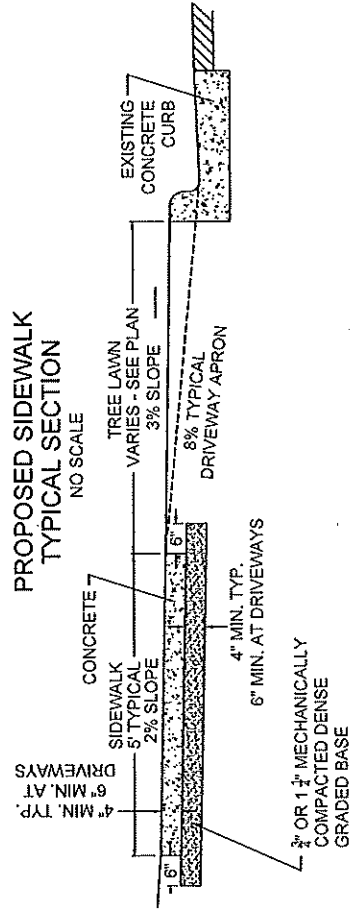 PROPOSED SIDEWALK
TYPICAL SECTION
NO SCALE
4" MIN. TYP.
6" MIN. AT
DRIVEWAYS
SIDEWALK
5' TYPICAL
2% SLOPE
CONCRETE
TREE LAWN
VARIES - SEE PLAN
3% SLOPE
EXISTING
CONCRETE
CURB
6"
6"
8% TYPICAL
DRIVEWAY APRON
4" MIN. TYP.
6" MIN. AT DRIVEWAYS
3/4" OR 1 1/4" MECHANICALLY
COMPACTED DENSE
GRADED BASE